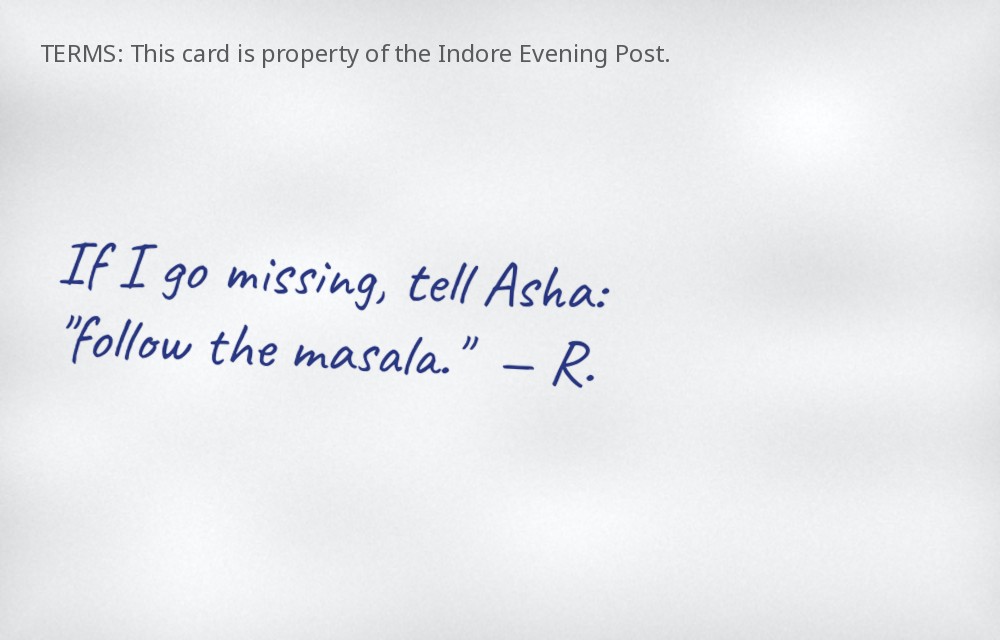 TERMS: This card is property of the Indore Evening Post.
If I go missing, tell Asha:
"follow the masala." — R.